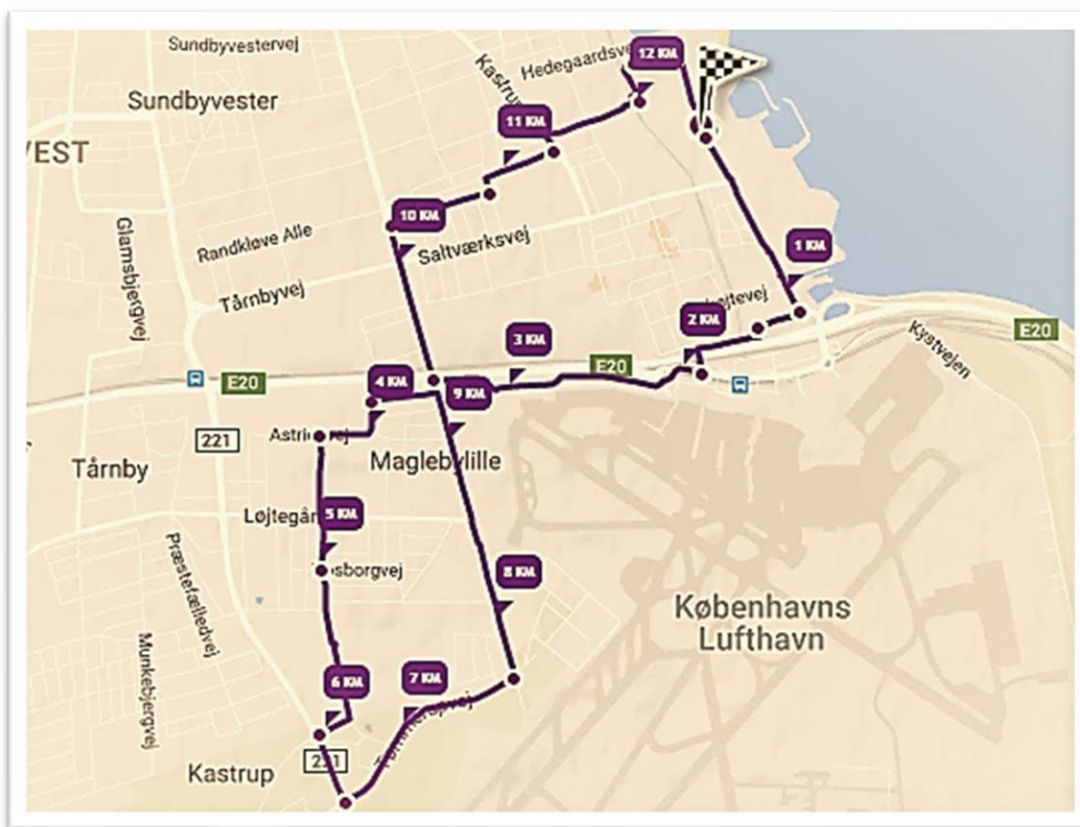 Sundbyvestervej
Hedegaardsve
12 KM
Sundbyvester
11 KM
VEST
10 KM
Glamsbjergvej
Randkløve Alle
Saltværksvej
1 KM
Tårnbyvej
2 KM
3 KM
Kystvejen
E20
E20
E20
4 KM
9 KM
221
Tårnby
Maglebylille
5 KM
Præstefælledvej
8 KM
Københavns
Lufthavn
Munkebjergvej
6 KM
7 KM
Kastrup